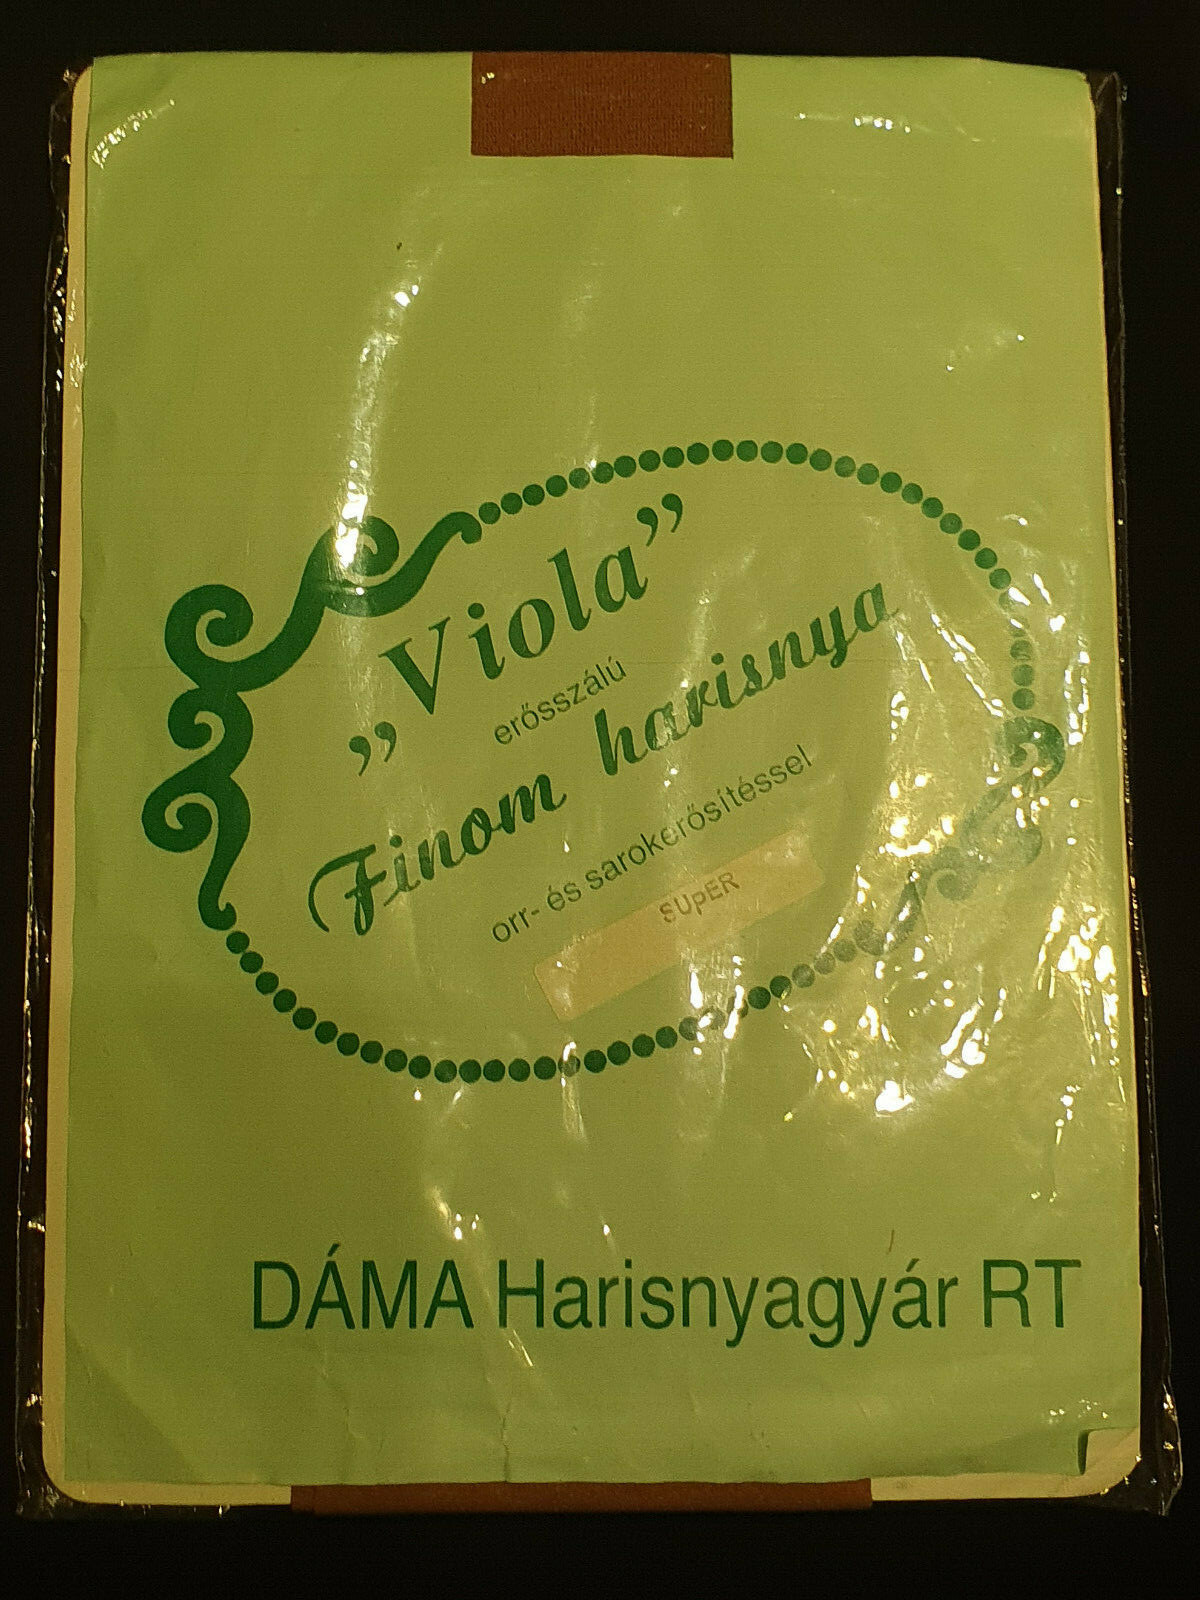 „Viola”
erősszálú
Finom harisnya
orr- és sarokerősítéssel
SUpER
DÁMA Harisnyagyár RT